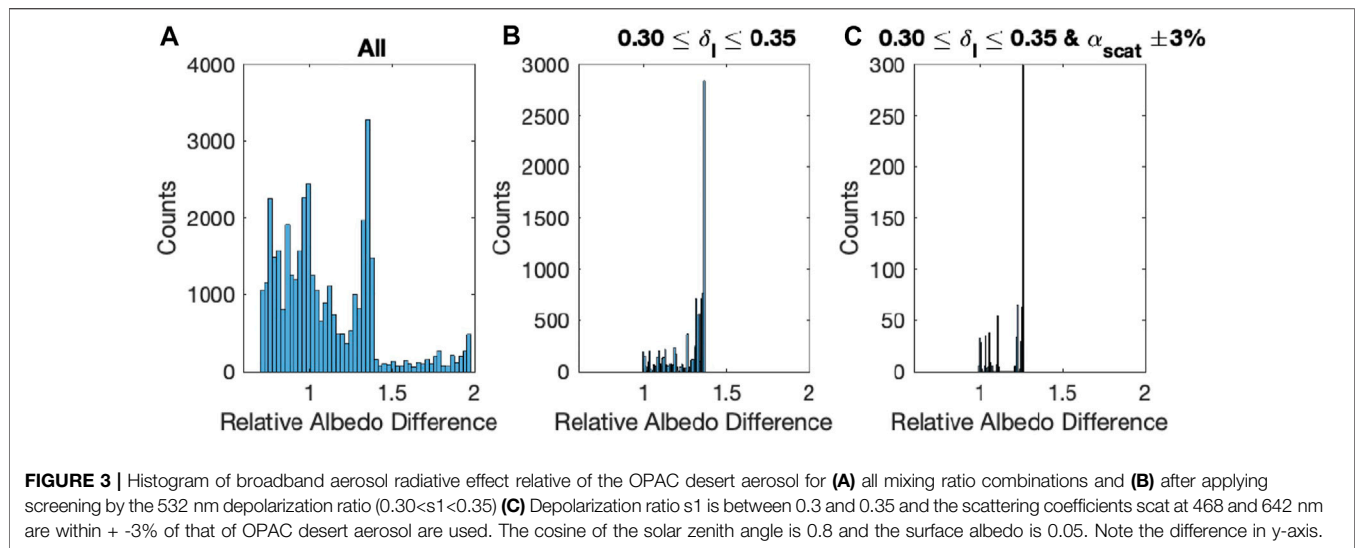 A
All
4000
3000
2000
1000
0
1
1.5
2
Counts
Relative Albedo Difference
B
0.30 ≤ δI ≤ 0.35
3000
2500
2000
1500
1000
500
0
1
1.5
2
Counts
Relative Albedo Difference
C
0.30 ≤ δI ≤ 0.35 & αscat ±3%
300
250
200
150
100
50
0
1
1.5
2
Counts
Relative Albedo Difference
FIGURE 3 | Histogram of broadband aerosol radiative effect relative of the OPAC desert aerosol for (A) all mixing ratio combinations and (B) after applying
screening by the 532 nm depolarization ratio (0.30<s1<0.35) (C) Depolarization ratio s1 is between 0.3 and 0.35 and the scattering coefficients scat at 468 and 642 nm
are within + -3% of that of OPAC desert aerosol are used. The cosine of the solar zenith angle is 0.8 and the surface albedo is 0.05. Note the difference in y-axis.